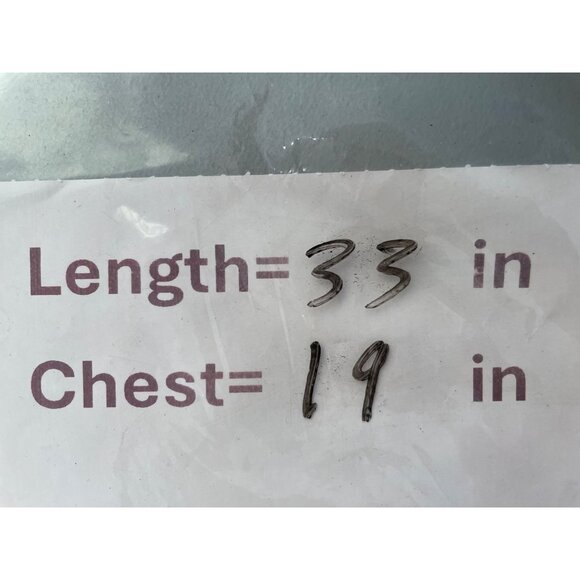 Length= 33 in
Chest= 19 in